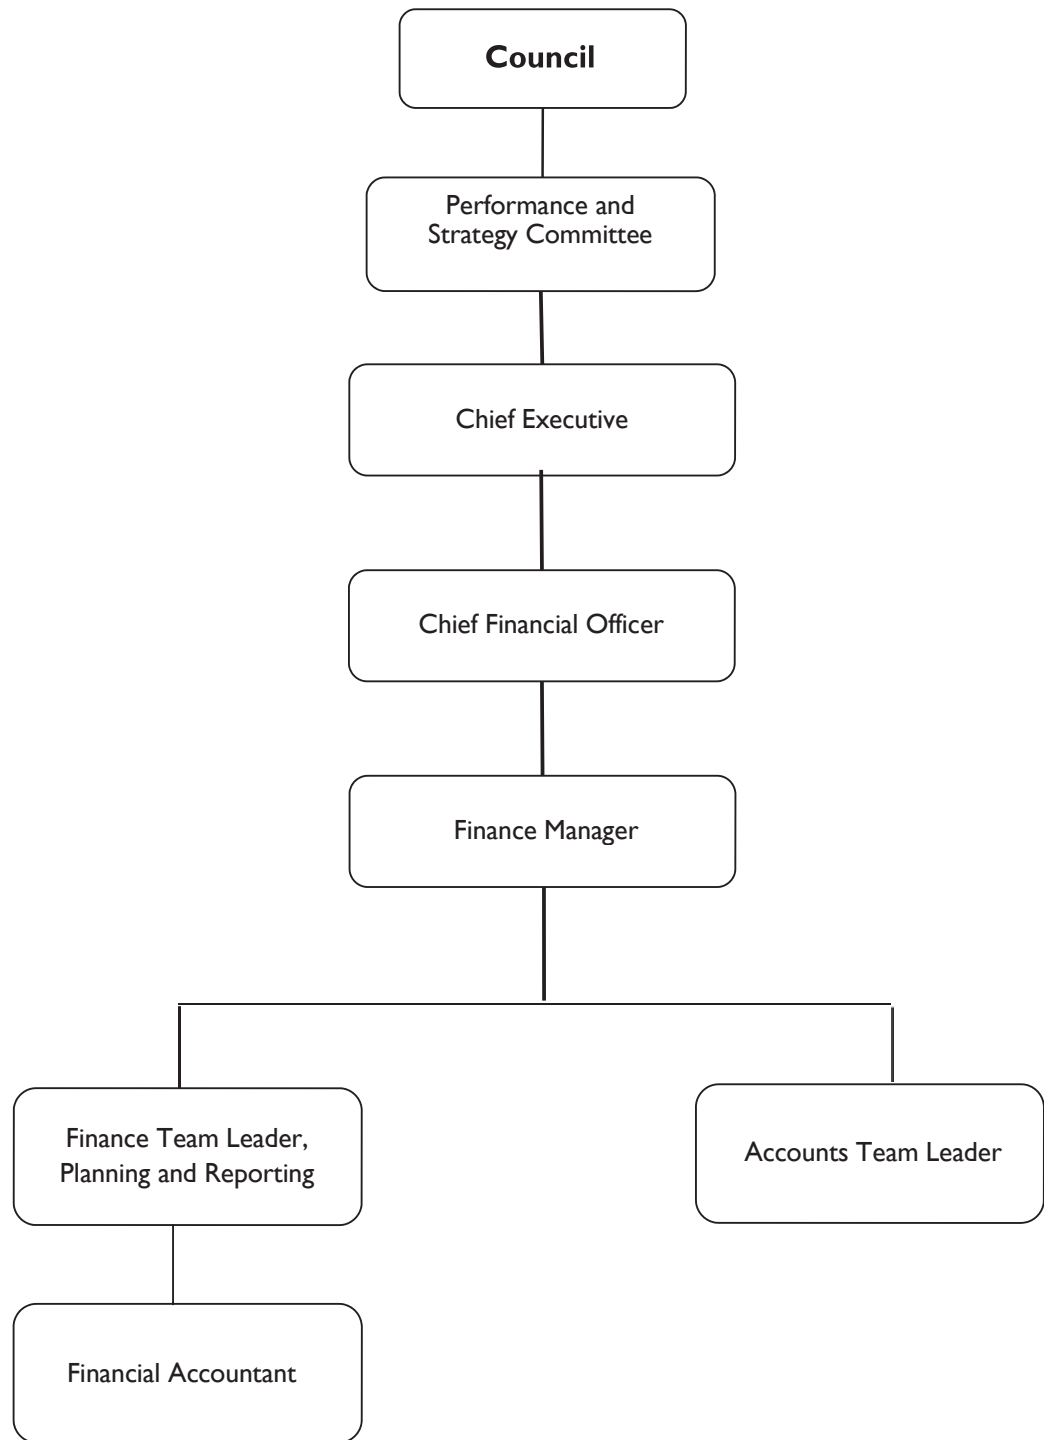 Council
Performance and
Strategy Committee
Chief Executive
Chief Financial Officer
Finance Manager
Finance Team Leader,
Planning and Reporting
Accounts Team Leader
Financial Accountant